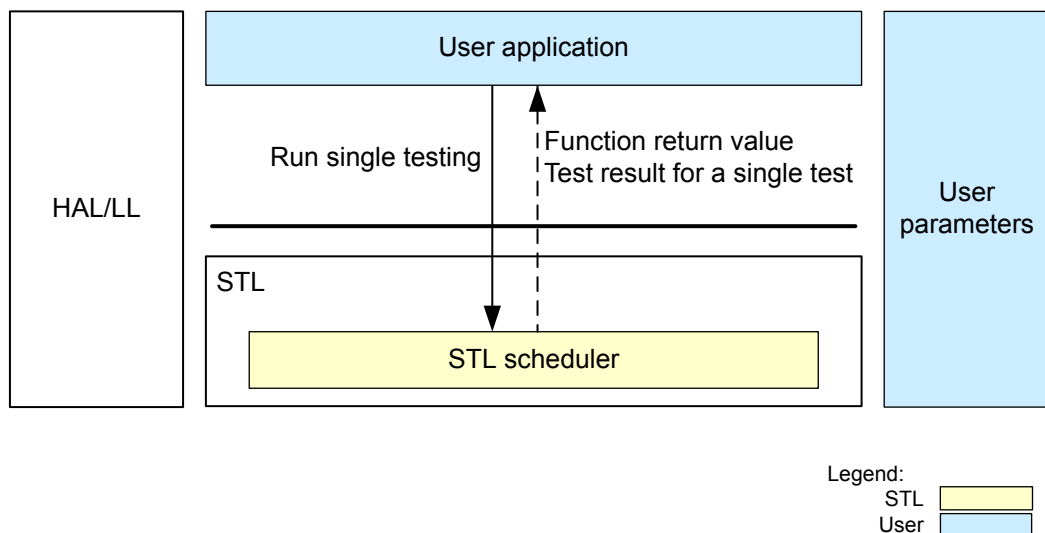 User application
Run single testing
Function return value
Test result for a single test
HAL/LL
User
parameters
STL
STL scheduler
Legend:
STL
User